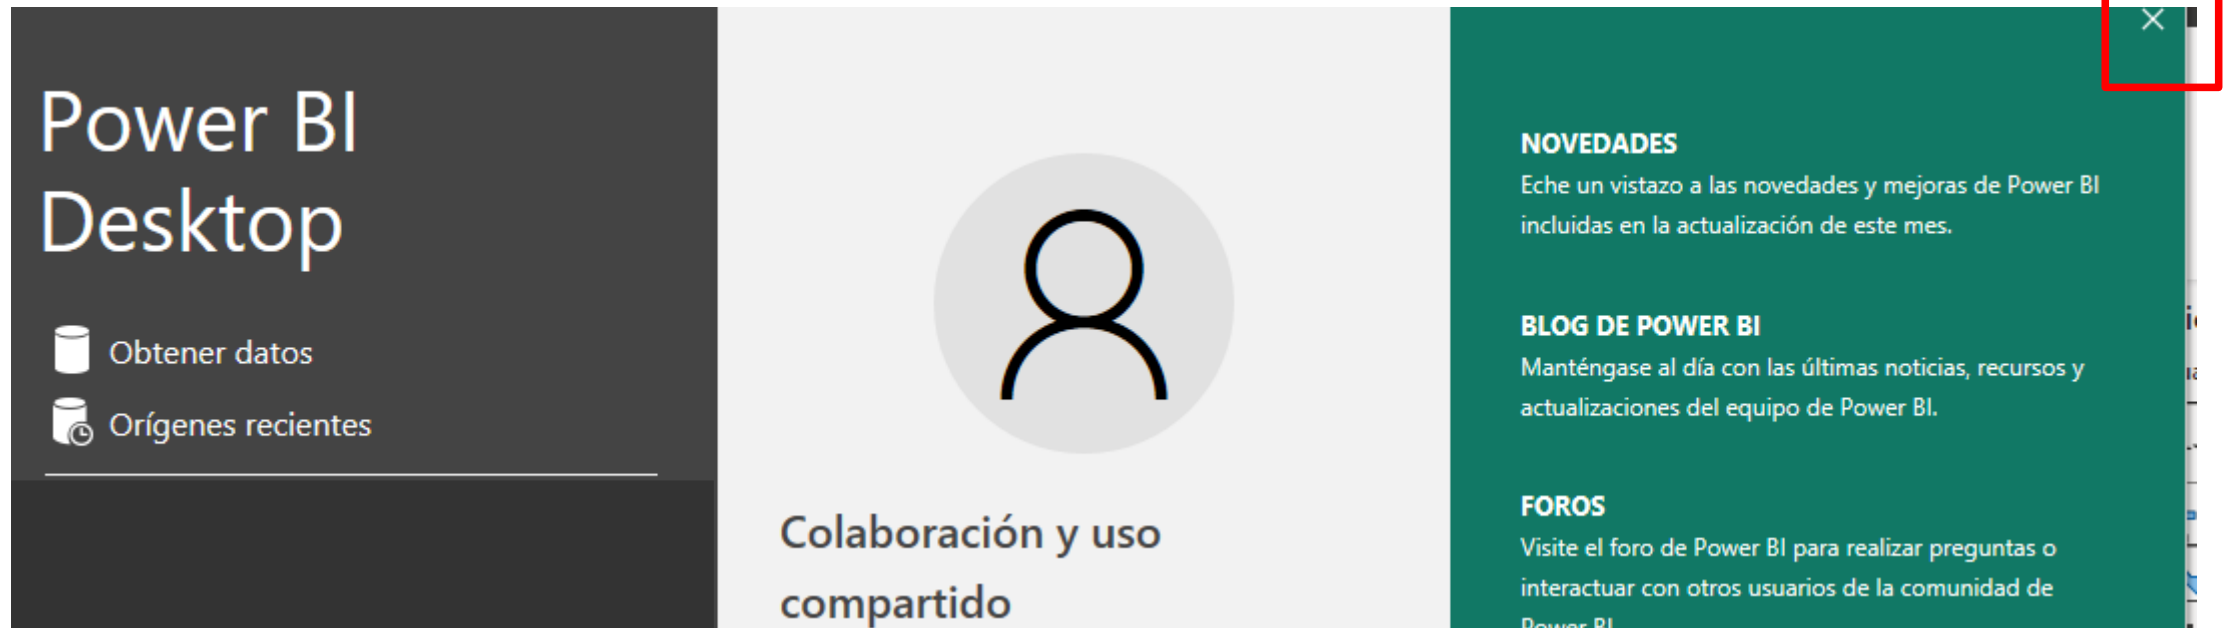 Power BI
Desktop
Obtener datos
Orígenes recientes
Colaboración y uso
compartido
NOVEDADES
Eche un vistazo a las novedades y mejoras de Power BI
incluidas en la actualización de este mes.
BLOG DE POWER BI
Manténgase al día con las últimas noticias, recursos y
actualizaciones del equipo de Power BI.
FOROS
Visite el foro de Power BI para realizar preguntas o
interactuar con otros usuarios de la comunidad de
Power BI